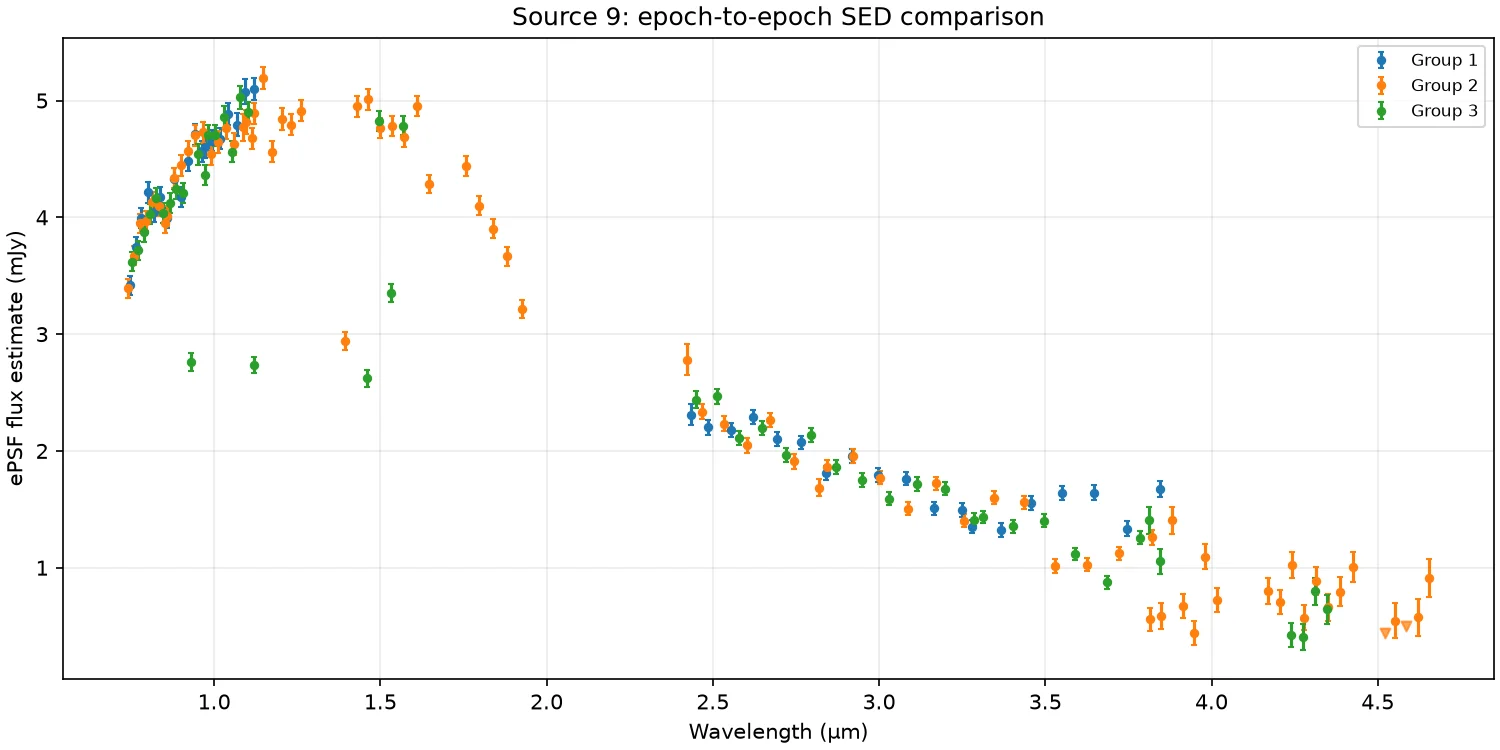 Source 9: epoch-to-epoch SED comparison
Group 1
Group 2
Group 3
ePSF flux estimate (mJy)
5
4
3
2
1
1.0 1.5 2.0 2.5 3.0 3.5 4.0 4.5
Wavelength (µm)